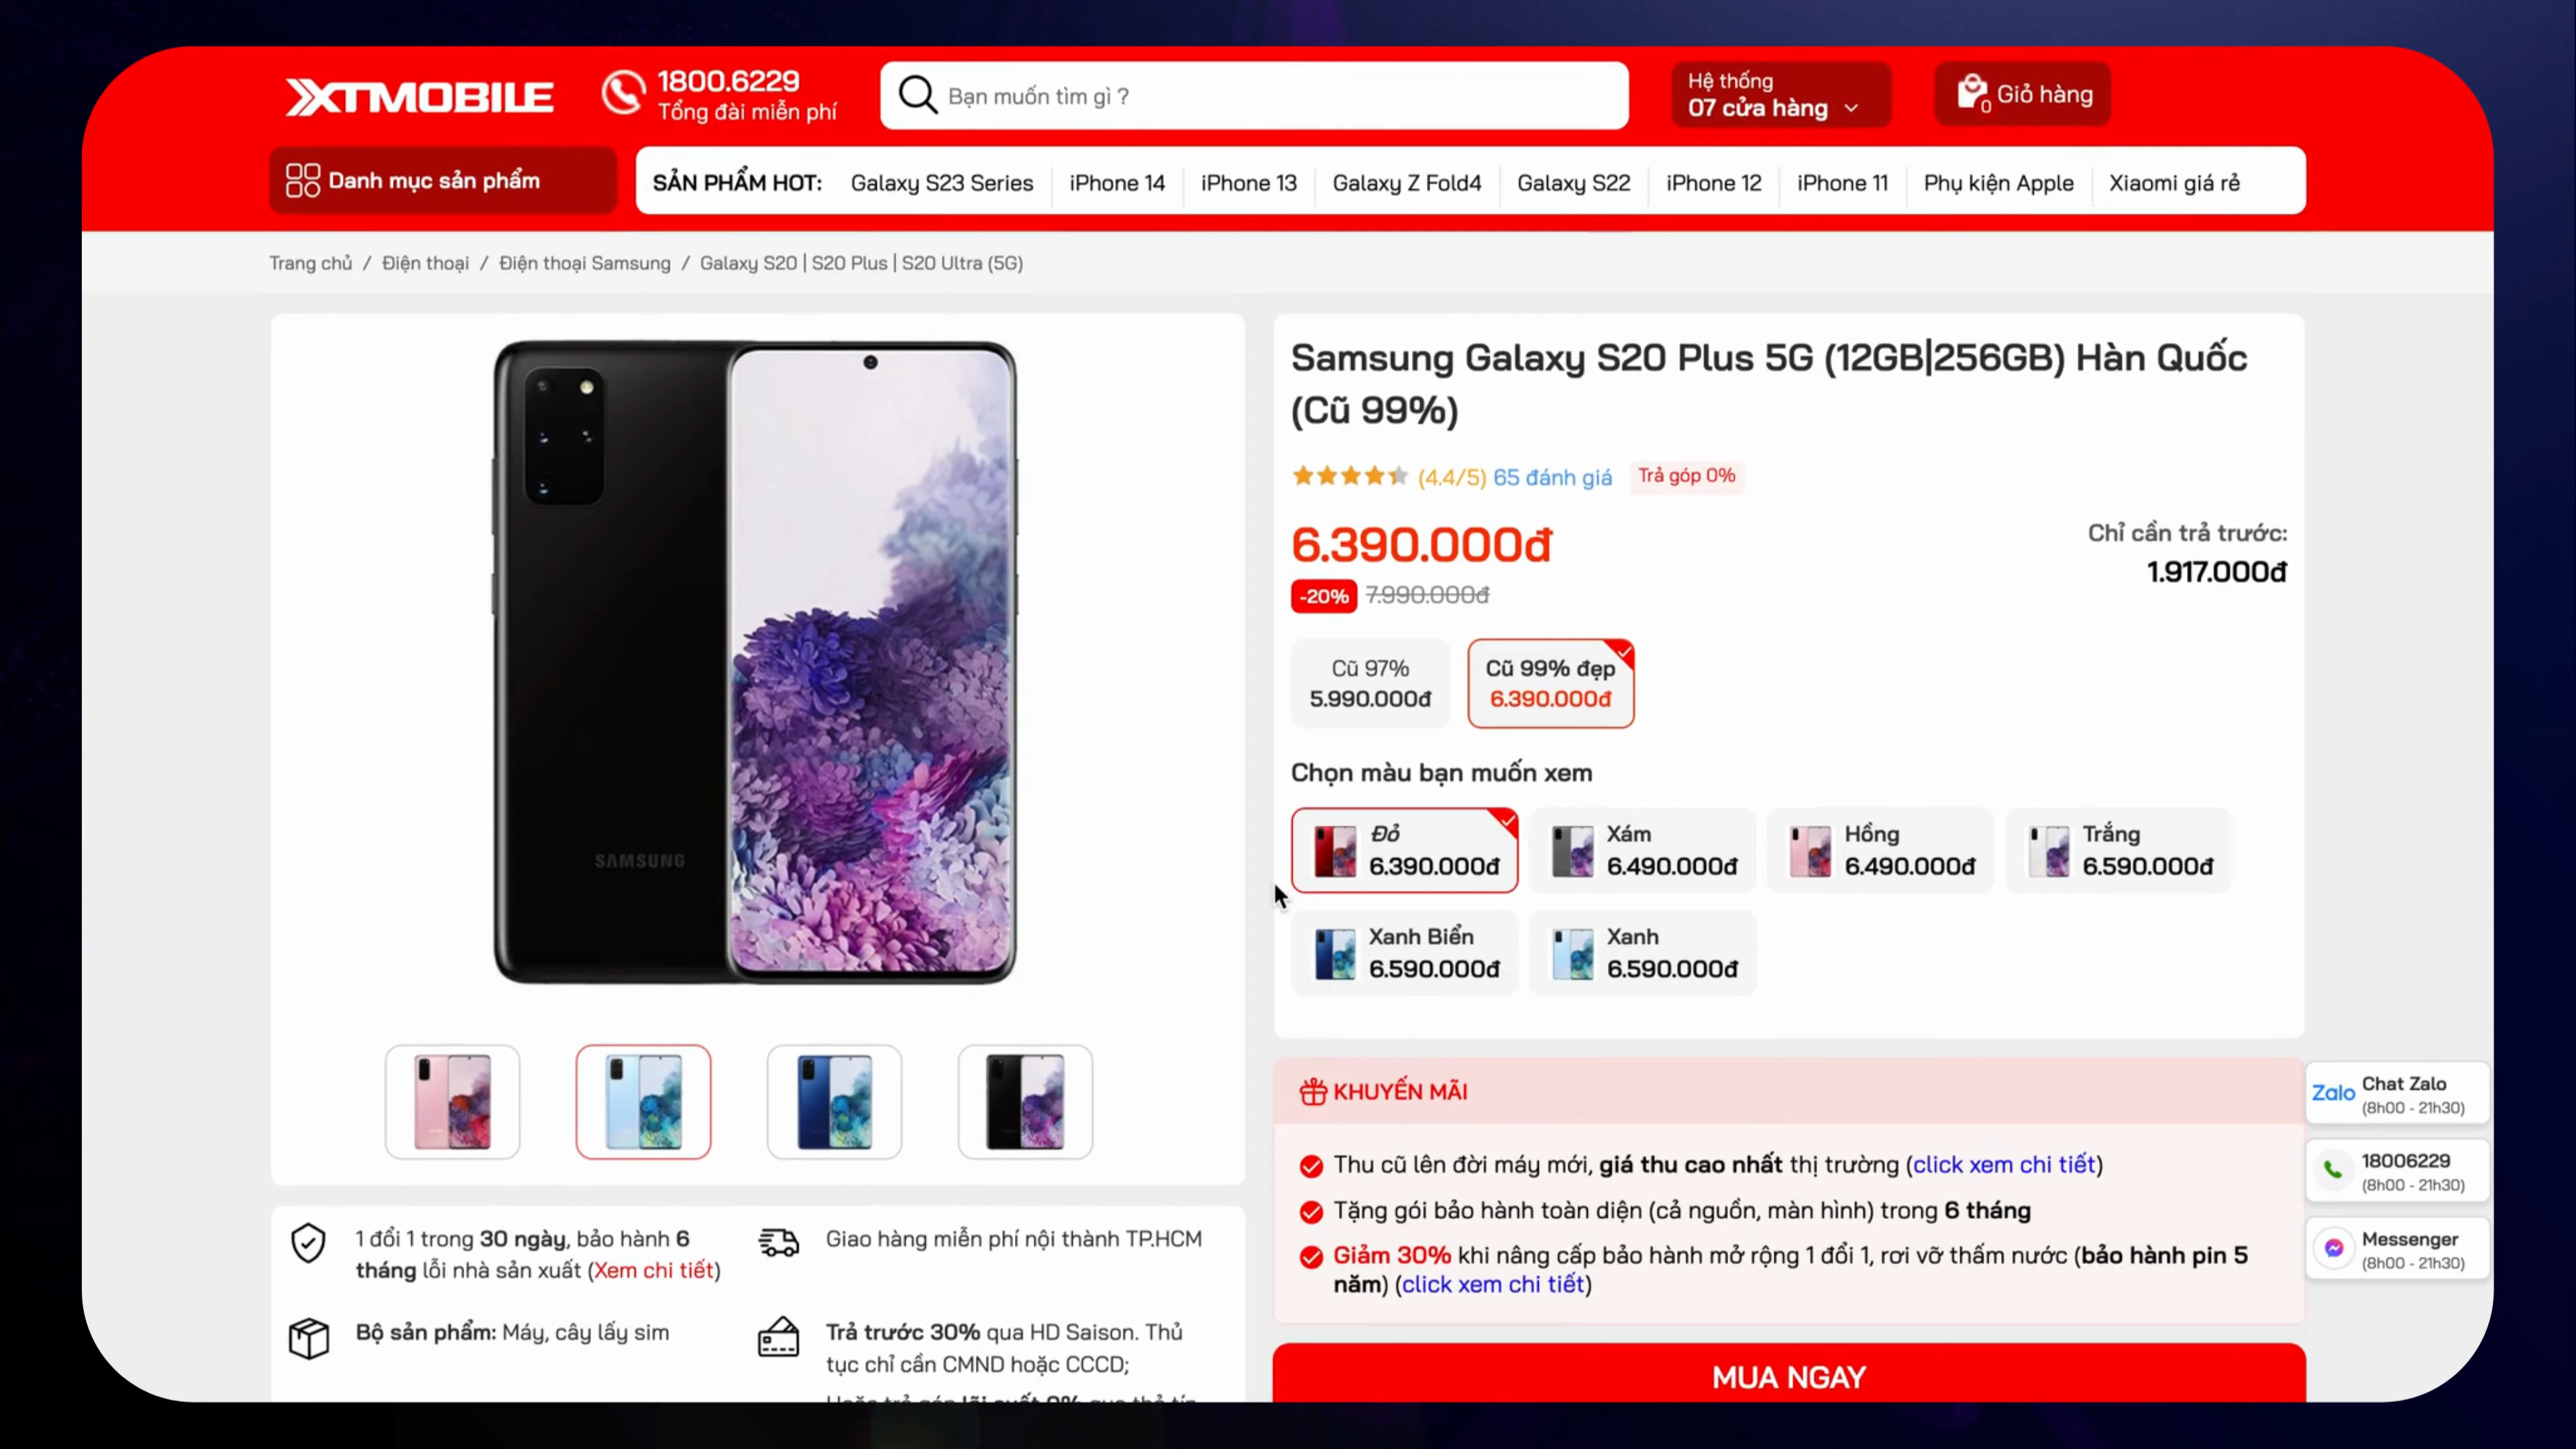 XTMOBILE
1800.6229
Tổng đài miễn phí
Bạn muốn tìm gì ?
Hệ thống
07 cửa hàng
0
Giỏ hàng
Danh mục sản phẩm
SẢN PHẨM HOT: Galaxy S23 Series iPhone 14 iPhone 13 Galaxy Z Fold4 Galaxy S22 iPhone 12 iPhone 11 Phụ kiện Apple Xiaomi giá rẻ
Trang chủ / Điện thoại / Điện thoại Samsung / Galaxy S20 | S20 Plus | S20 Ultra (5G)
SAMSUNG
Samsung Galaxy S20 Plus 5G (12GB|256GB) Hàn Quốc
(Cũ 99%)
(4.4/5) 65 đánh giá Trả góp 0%
6.390.000đ
-20% 7.990.000đ
Chỉ cần trả trước:
1.917.000đ
Cũ 97%
5.990.000đ
Cũ 99% đẹp
6.390.000đ
Chọn màu bạn muốn xem
Đỏ
6.390.000đ
Xám
6.490.000đ
Hồng
6.490.000đ
Trắng
6.590.000đ
Xanh Biển
6.590.000đ
Xanh
6.590.000đ
KHUYẾN MÃI
Thu cũ lên đời máy mới, giá thu cao nhất thị trường (click xem chi tiết)
Tặng gói bảo hành toàn diện (cả nguồn, màn hình) trong 6 tháng
Giảm 30% khi nâng cấp bảo hành mở rộng 1 đổi 1, rơi vỡ thấm nước (bảo hành pin 5
năm) (click xem chi tiết)
MUA NGAY
1 đổi 1 trong 30 ngày, bảo hành 6
tháng lỗi nhà sản xuất (Xem chi tiết)
Giao hàng miễn phí nội thành TP.HCM
Bộ sản phẩm: Máy, cây lấy sim
Trả trước 30% qua HD Saison. Thủ
tục chỉ cần CMND hoặc CCCD;
Hoặc trả góp lãi suất 0% qua thẻ tín
Zalo
Chat Zalo
(8h00 - 21h30)
18006229
(8h00 - 21h30)
Messenger
(8h00 - 21h30)